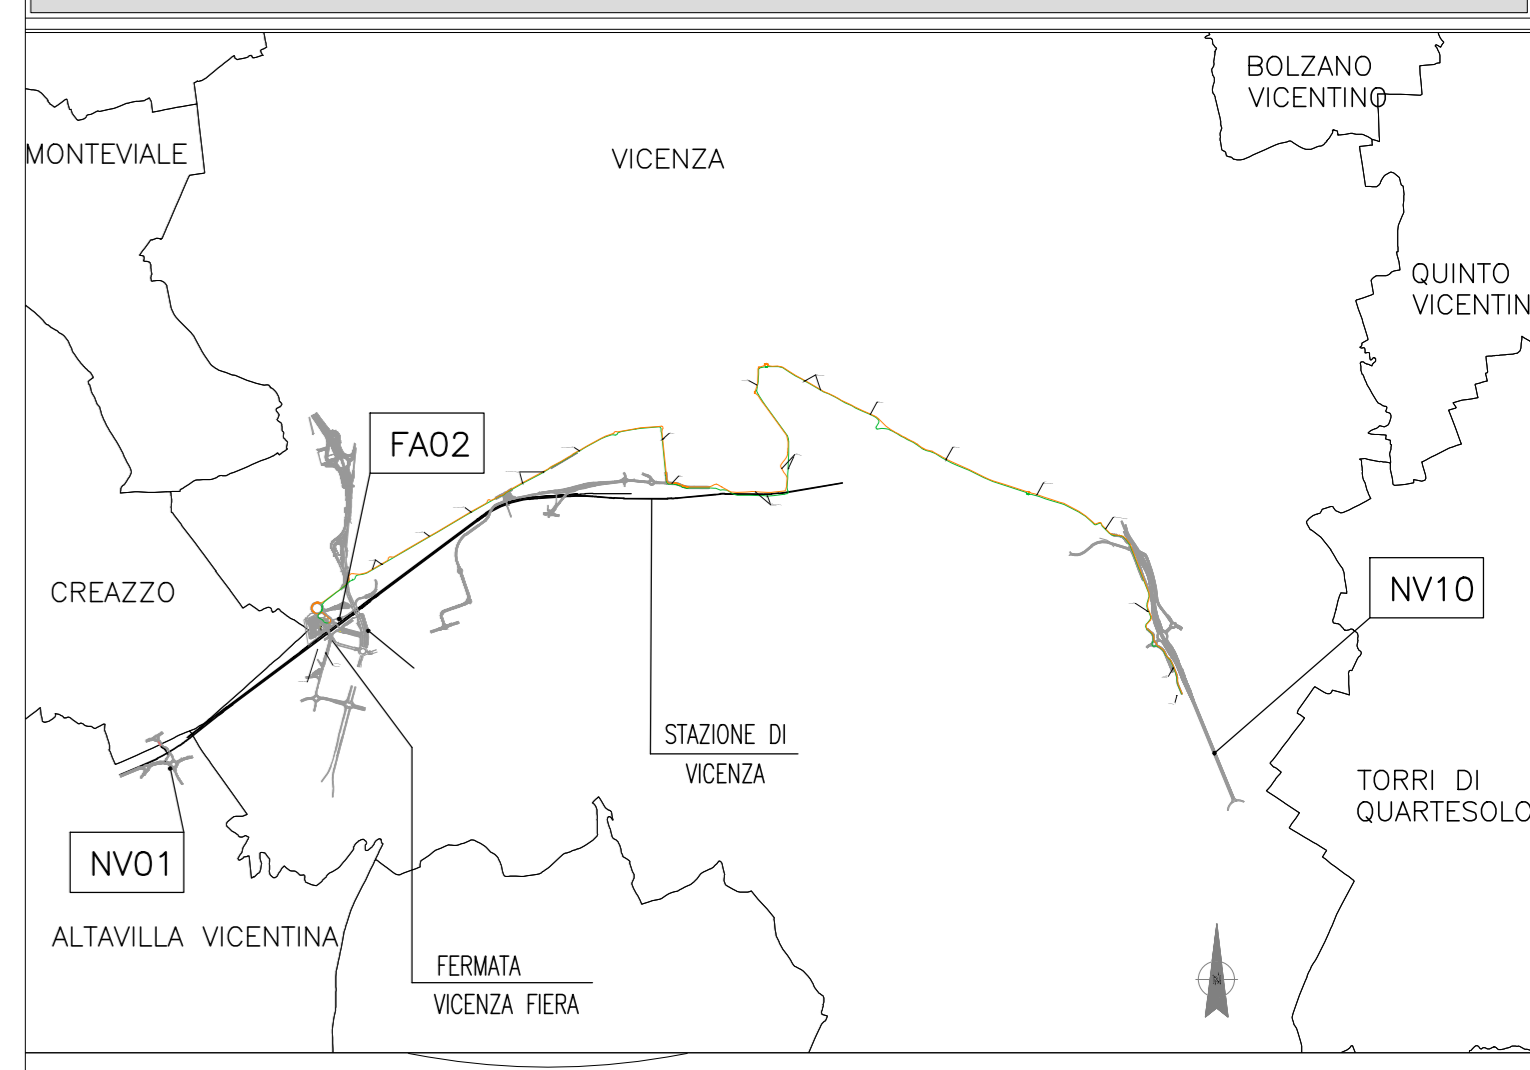 BOLZANO
VICENTINO
MONTEVIALE
VICENZA
QUINTO
VICENTIN
FA02
CREAZZO
NV10
STAZIONE DI
VICENZA
TORRI DI
QUARTESOLO
NV01
ALTAVILLA VICENTINA
FERMATA
VICENZA FIERA